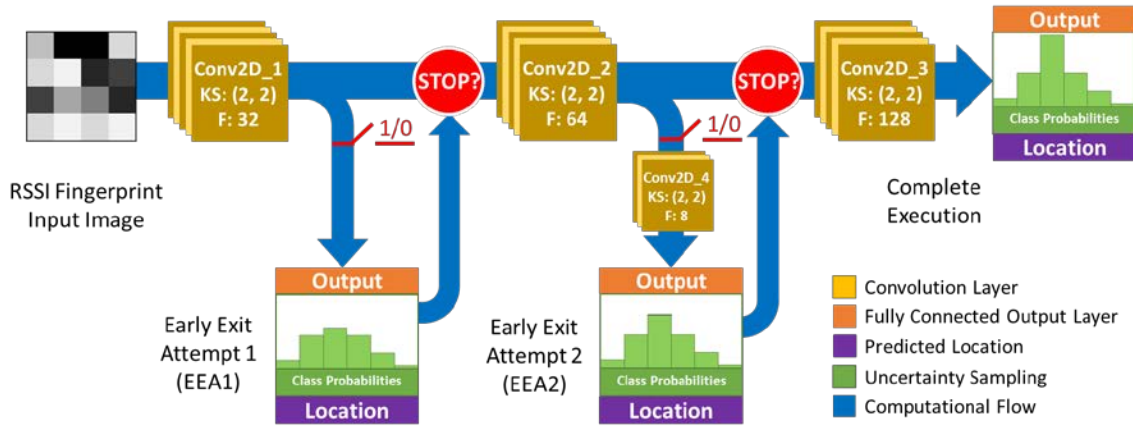 RSSI Fingerprint
Input Image
Conv2D_1
KS: (2, 2)
F: 32
1/0
STOP?
Early Exit
Attempt 1
(EEA1)
Output
Class Probabilities
Location
Conv2D_2
KS: (2, 2)
F: 64
1/0
Conv2D_4
KS: (2, 2)
F: 8
STOP?
Early Exit
Attempt 2
(EEA2)
Output
Class Probabilities
Location
Conv2D_3
KS: (2, 2)
F: 128
Complete
Execution
Output
Class Probabilities
Location
Convolution Layer
Fully Connected Output Layer
Predicted Location
Uncertainty Sampling
Computational Flow